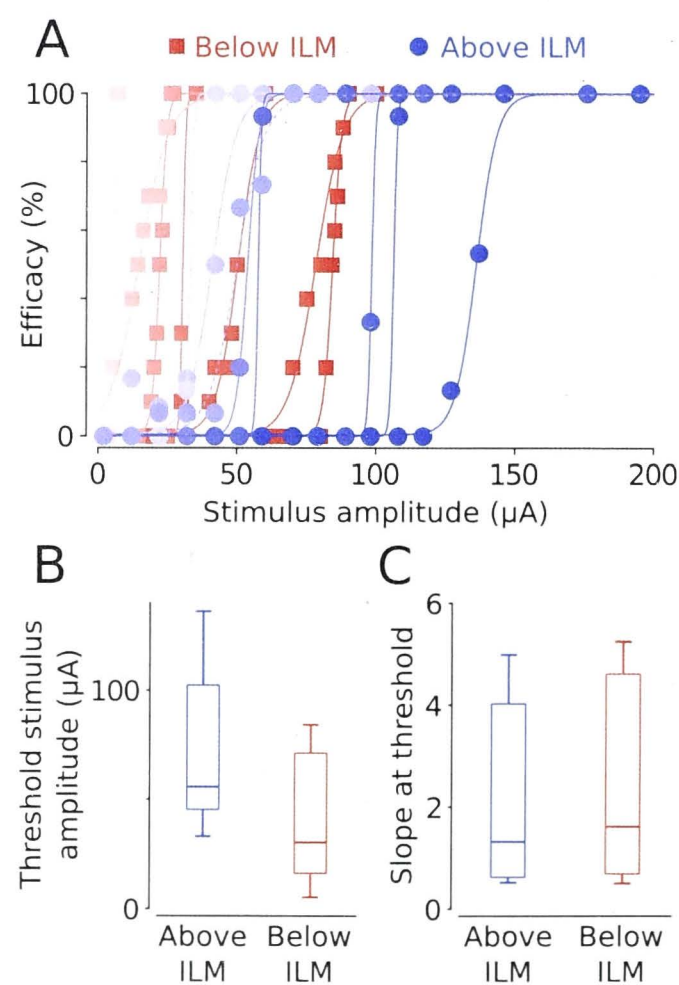 A
Below ILM
Above ILM
100
0
Efficacy (%)
0
50
100
150
200
Stimulus amplitude (µA)
B
Threshold stimulus
amplitude (µA)
100
0
Above
ILM
Below
ILM
C
Slope at threshold
6
4
2
0
Above
ILM
Below
ILM